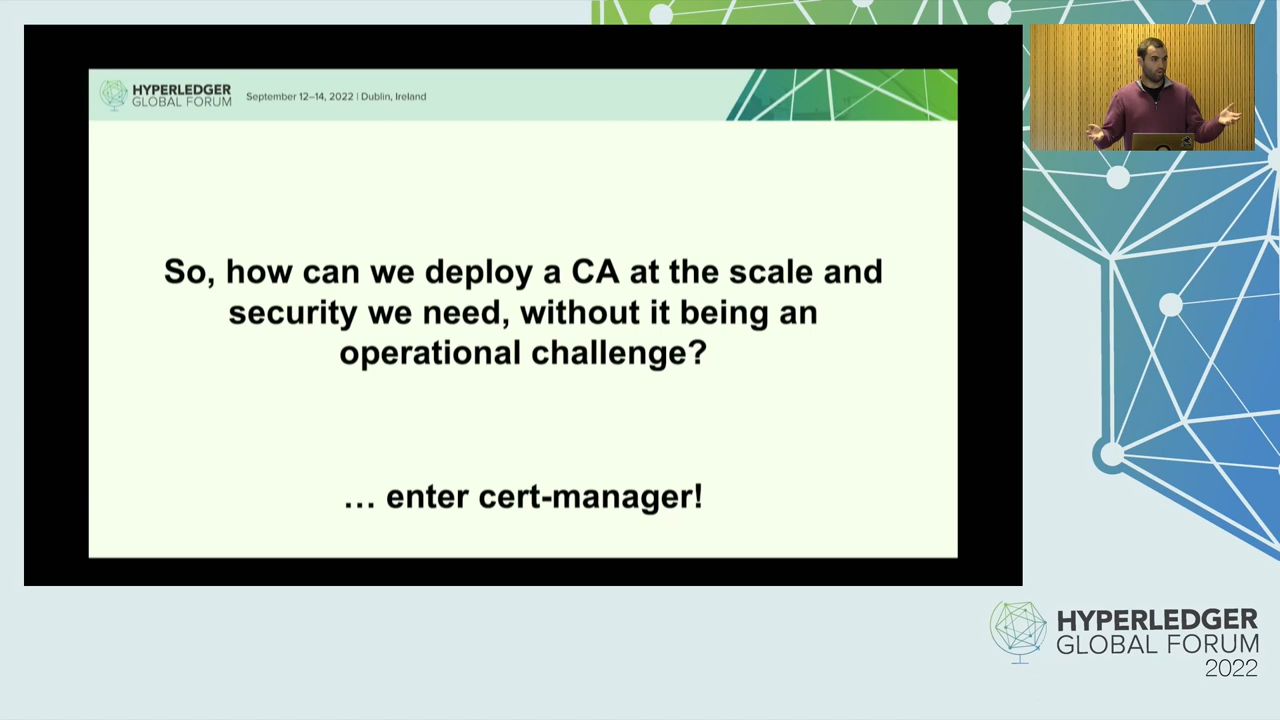 HYPERLEDGER
GLOBAL FORUM
September 12–14, 2022 | Dublin, Ireland
So, how can we deploy a CA at the scale and
security we need, without it being an
operational challenge?
… enter cert-manager!
HYPERLEDGER
GLOBAL FORUM
2022